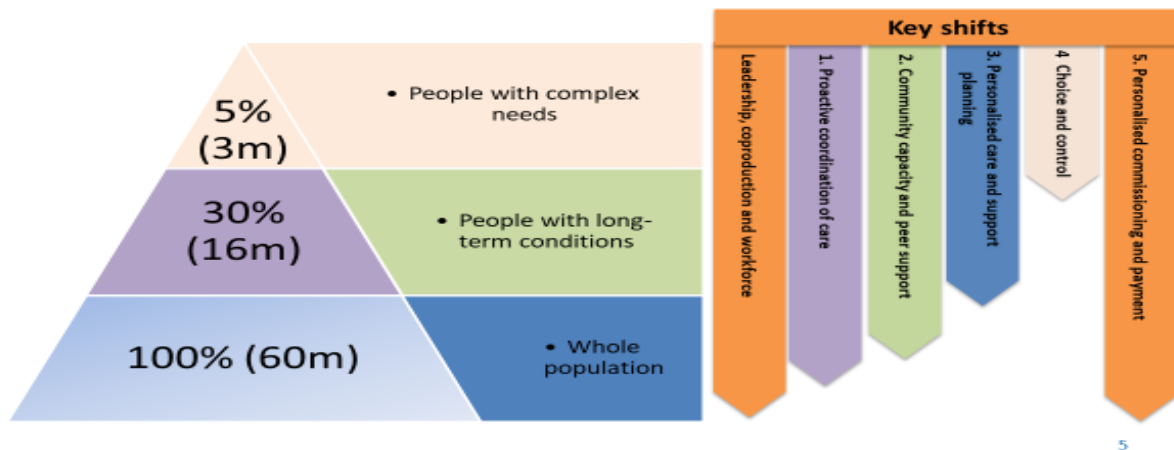 5%
(3m)
• People with complex
needs
30%
(16m)
• People with long-
term conditions
100% (60m)
• Whole
population
Key shifts
Leadership, coproduction and workforce
1. Proactive coordination of care
2. Community capacity and peer support
3. Personalised care and support
planning
4 Choice and control
5. Personalised commissioning and payment
5